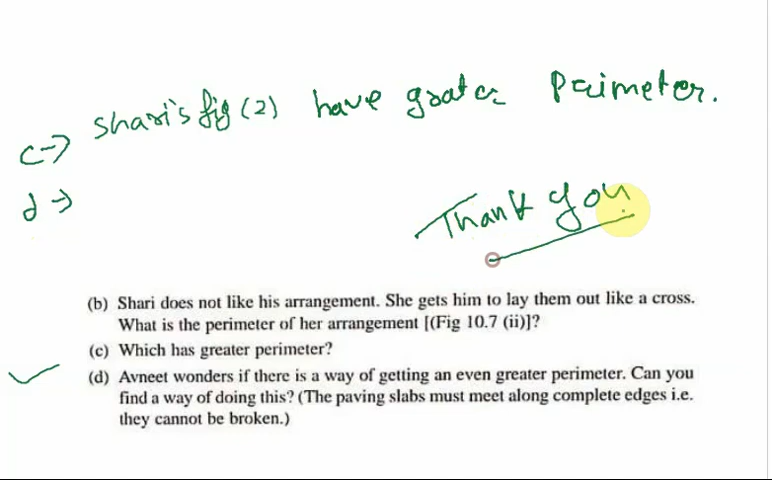 c→ Shari's fig (2) have greater Perimeter.
d→
Thank you
(b) Shari does not like his arrangement. She gets him to lay them out like a cross.
What is the perimeter of her arrangement [(Fig 10.7 (ii)]?
(c) Which has greater perimeter?
(d) Avneet wonders if there is a way of getting an even greater perimeter. Can you
find a way of doing this? (The paving slabs must meet along complete edges i.e.
they cannot be broken.)